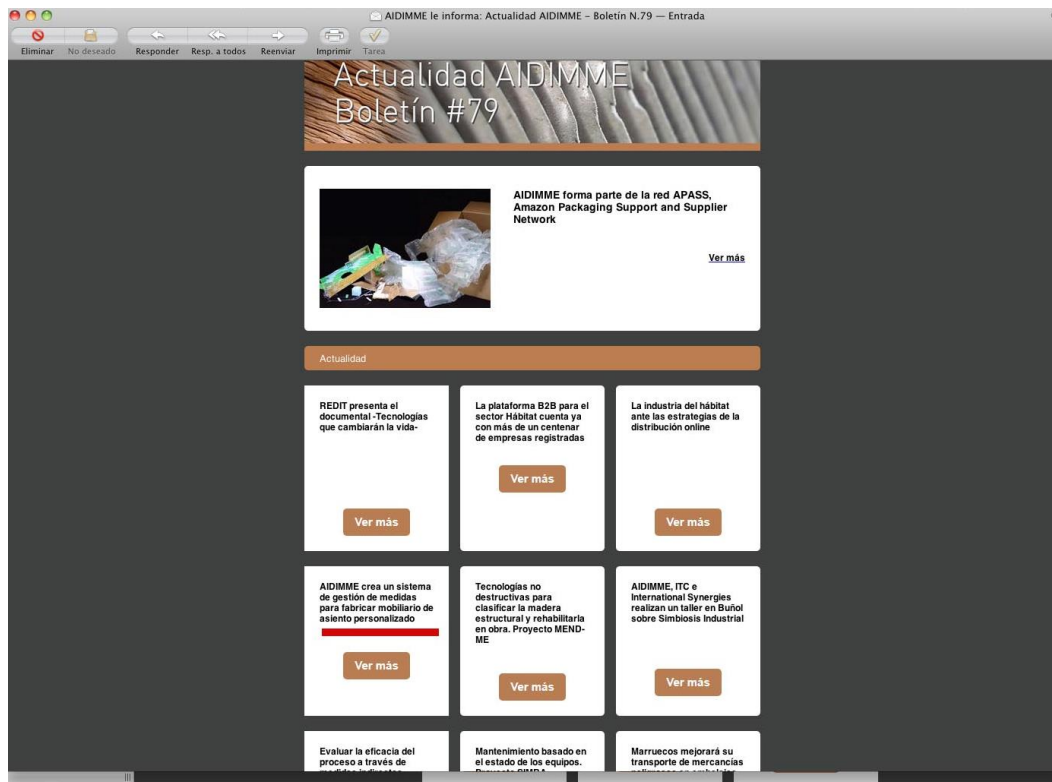 AIDIMME le informa: Actualidad AIDIMME – Boletín N.79 — Entrada
Eliminar
No deseado
Responder
Resp. a todos
Reenviar
Imprimir
Tarea
Actualidad AIDIMME
Boletín #79
AIDIMME forma parte de la red APASS,
Amazon Packaging Support and Supplier
Network
Ver más
Actualidad
REDIT presenta el
documental -Tecnologías
que cambiarán la vida-
Ver más
La plataforma B2B para el
sector Hábitat cuenta ya
con más de un centenar
de empresas registradas
Ver más
La industria del hábitat
ante las estrategias de la
distribución online
Ver más
AIDIMME crea un sistema
de gestión de medidas
para fabricar mobiliario de
asiento personalizado
Ver más
Tecnologías no
destructivas para
clasificar la madera
estructural y rehabilitarla
en obra. Proyecto MEND-
ME
Ver más
AIDIMME, ITC e
International Synergies
realizan un taller en Buñol
sobre Simbiosis Industrial
Ver más
Evaluar la eficacia del
proceso a través de
medidas indirectas
Mantenimiento basado en
el estado de los equipos.
Proyecto SIMBA
Marruecos mejorará su
transporte de mercancías